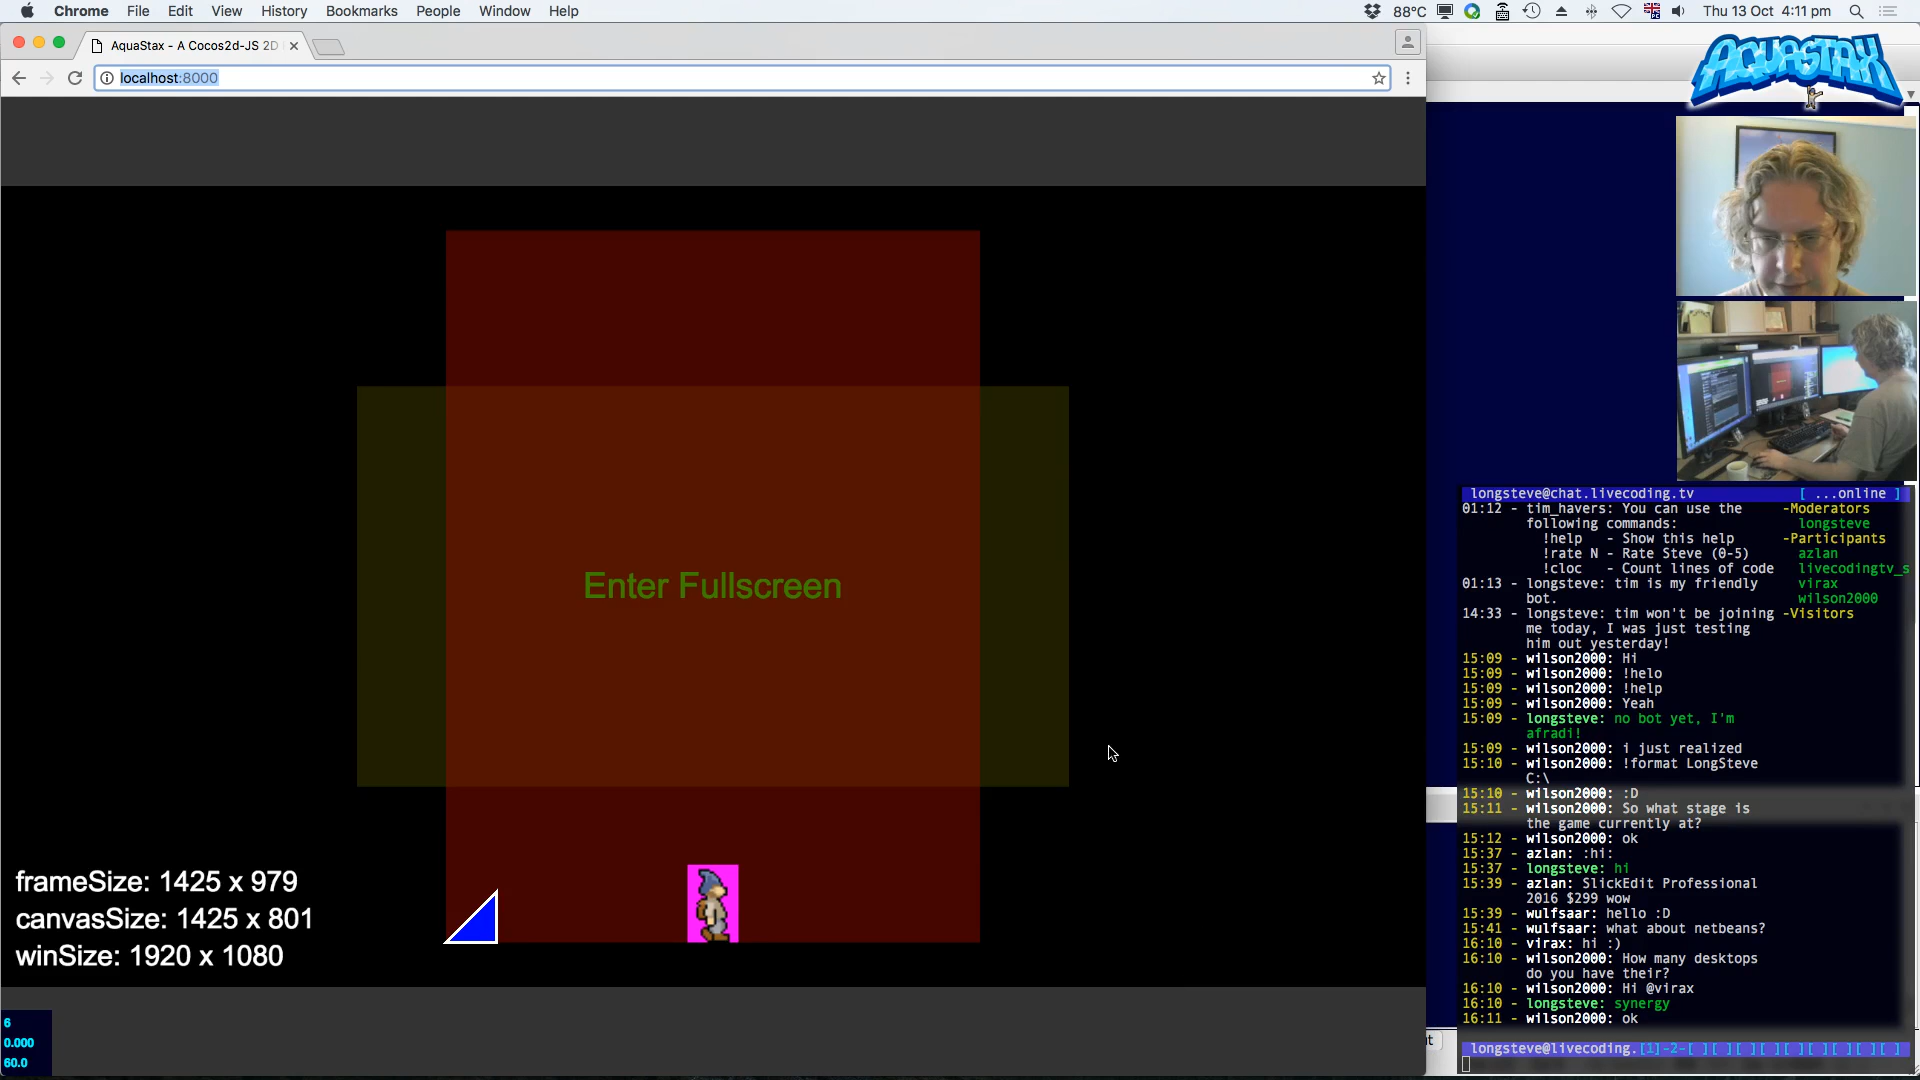 Chrome File Edit View History Bookmarks People Window Help
88°C Thu 13 Oct 4:11 pm
AquaStax - A Cocos2d-JS 2D
localhost:8000
AQUASTAX
Enter Fullscreen
frameSize: 1425 x 979
canvasSize: 1425 x 801
winSize: 1920 x 1080
6
0.000
60.0
longsteve@chat.livecoding.tv [ ...online ]
01:12 - tim_havers: You can use the
following commands:
!help - Show this help
!rate N - Rate Steve (0-5)
!cloc - Count lines of code
01:13 - longsteve: tim is my friendly
bot.
14:33 - longsteve: tim won't be joining
me today, I was just testing
him out yesterday!
15:09 - wilson2000: Hi
15:09 - wilson2000: !helo
15:09 - wilson2000: !help
15:09 - wilson2000: Yeah
15:09 - longsteve: no bot yet, I'm
afradi!
15:09 - wilson2000: i just realized
15:10 - wilson2000: !format LongSteve
C:\
15:10 - wilson2000: :D
15:11 - wilson2000: So what stage is
the game currently at?
15:12 - wilson2000: ok
15:37 - azlan: :hi:
15:37 - longsteve: hi
15:39 - azlan: SlickEdit Professional
2016 $299 wow
15:39 - wulfsaar: hello :D
15:41 - wulfsaar: what about netbeans?
16:10 - virax: hi :)
16:10 - wilson2000: How many desktops
do you have their?
16:10 - wilson2000: Hi @virax
16:10 - longsteve: synergy
16:11 - wilson2000: ok
-Moderators
longsteve
-Participants
azlan
livecodingtv_s
virax
wilson2000
-Visitors
longsteve@livecoding.[1]-2-[ ][ ][ ][ ][ ][ ][ ][ ][ ]